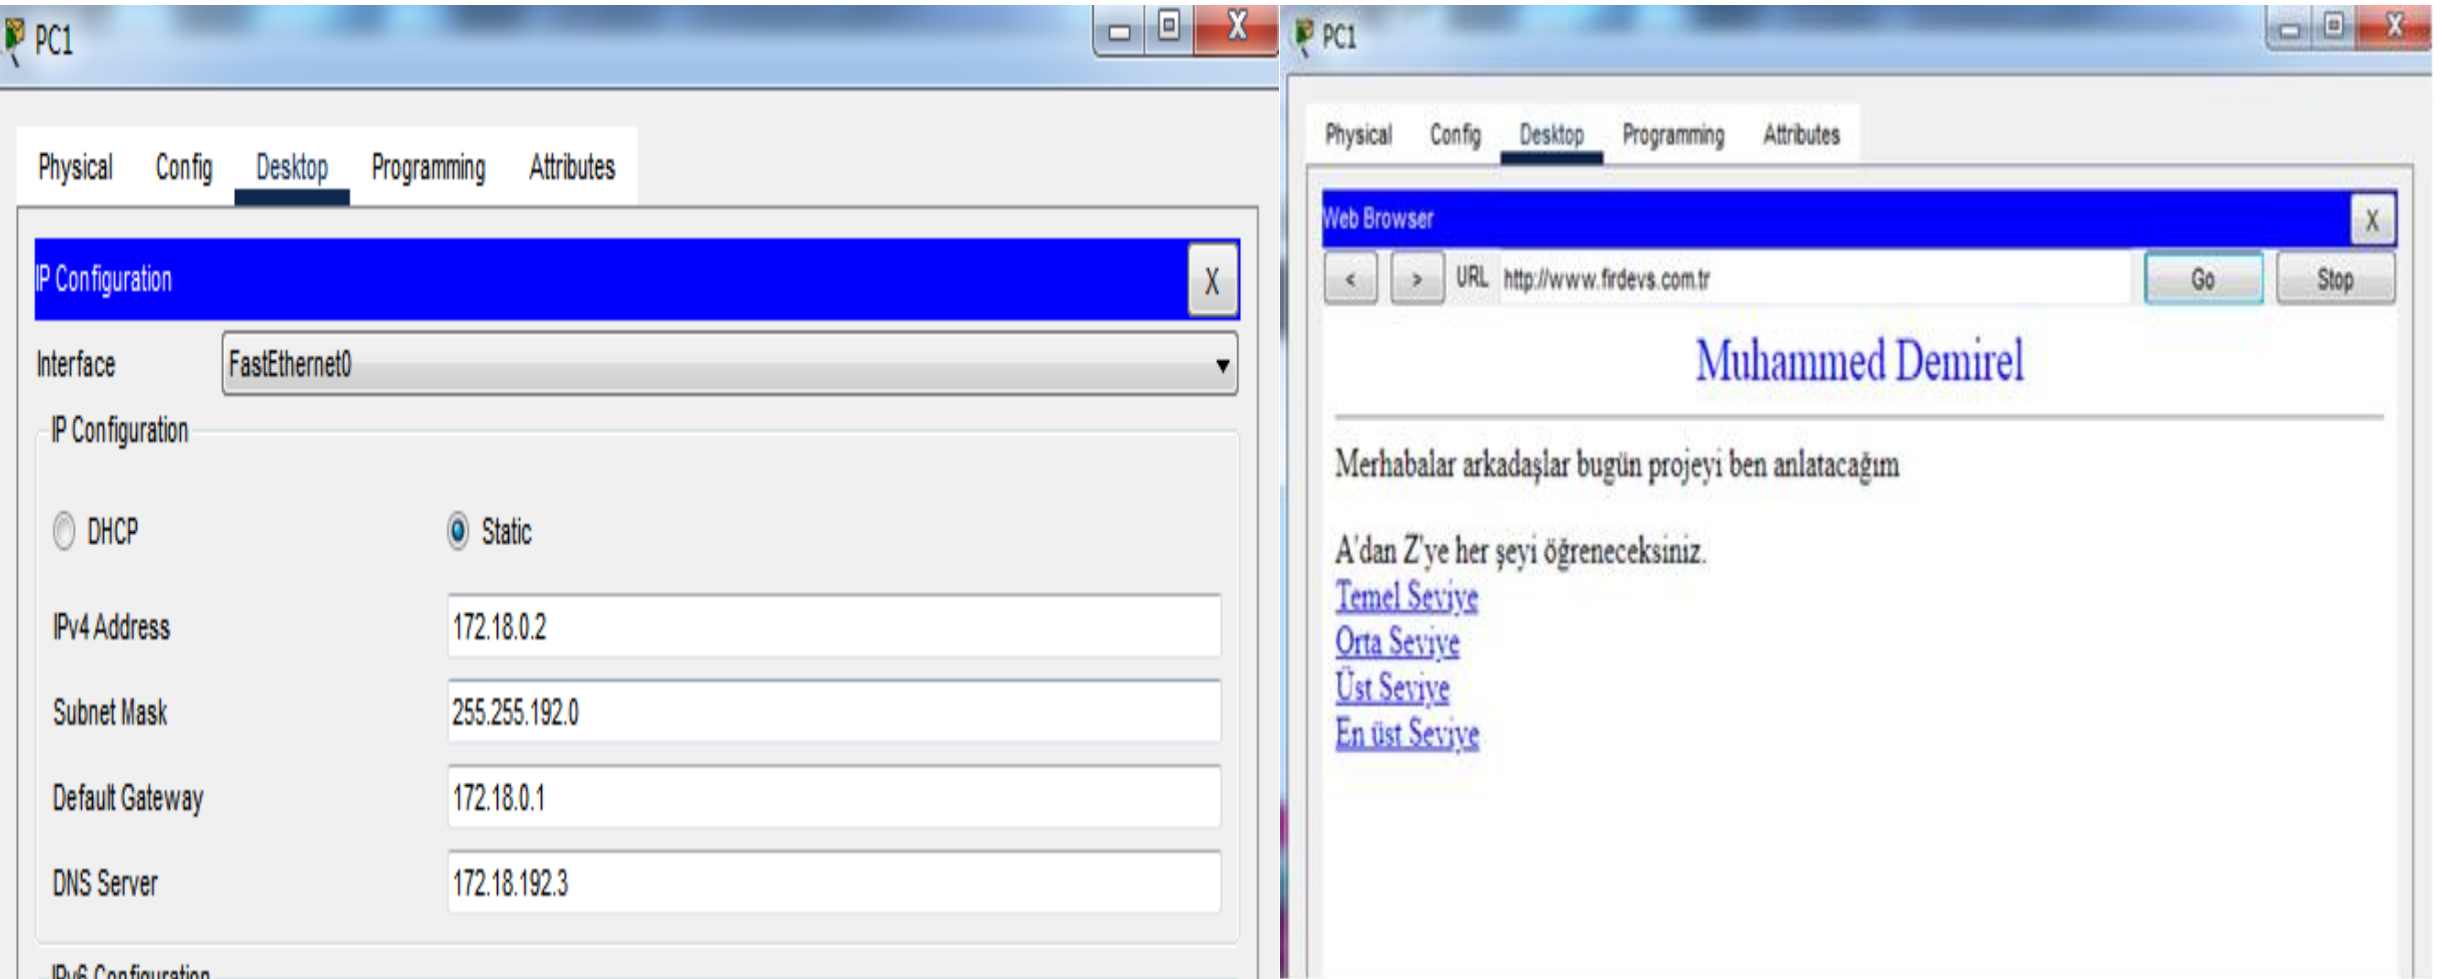 PC1
X
Physical Config Desktop Programming Attributes
IP Configuration X
Interface FastEthernet0
IP Configuration
DHCP Static
IPv4 Address 172.18.0.2
Subnet Mask 255.255.192.0
Default Gateway 172.18.0.1
DNS Server 172.18.192.3
IPv6 Configuration
PC1
X
Physical Config Desktop Programming Attributes
Web Browser X
< > URL http://www.firdevs.com.tr Go Stop
Muhammed Demirel
Merhabalar arkadaşlar bugün projeyi ben anlatacağım
A'dan Z'ye her şeyi öğreneceksiniz.
Temel Seviye
Orta Seviye
Üst Seviye
En üst Seviye